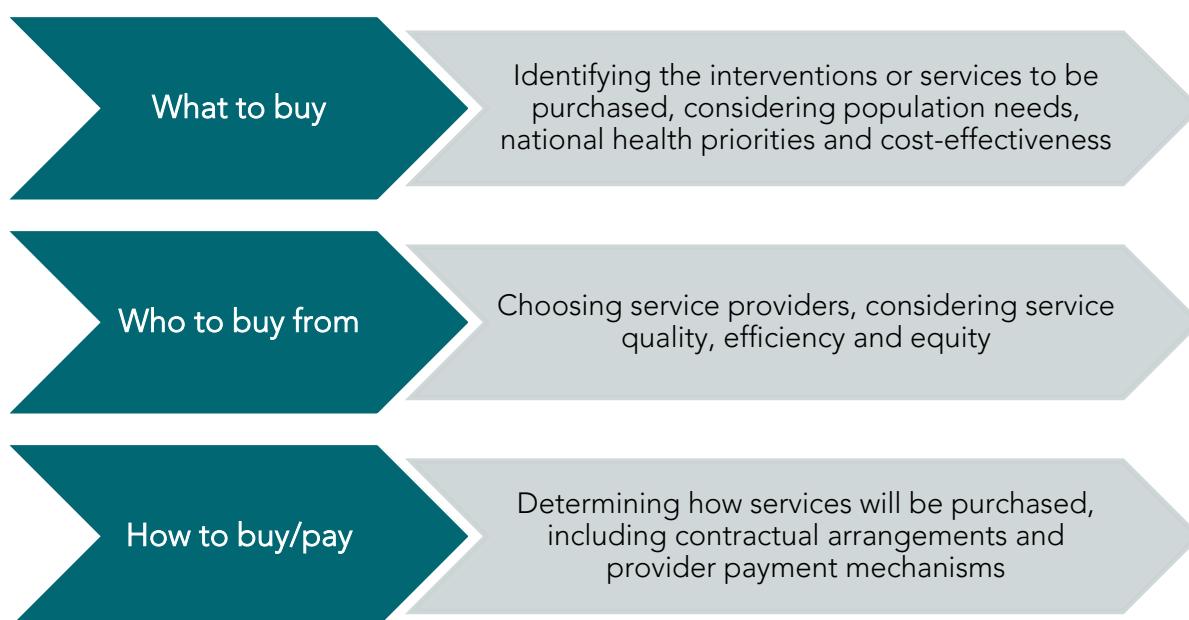 What to buy
Identifying the interventions or services to be
purchased, considering population needs,
national health priorities and cost-effectiveness
Who to buy from
Choosing service providers, considering service
quality, efficiency and equity
How to buy/pay
Determining how services will be purchased,
including contractual arrangements and
provider payment mechanisms